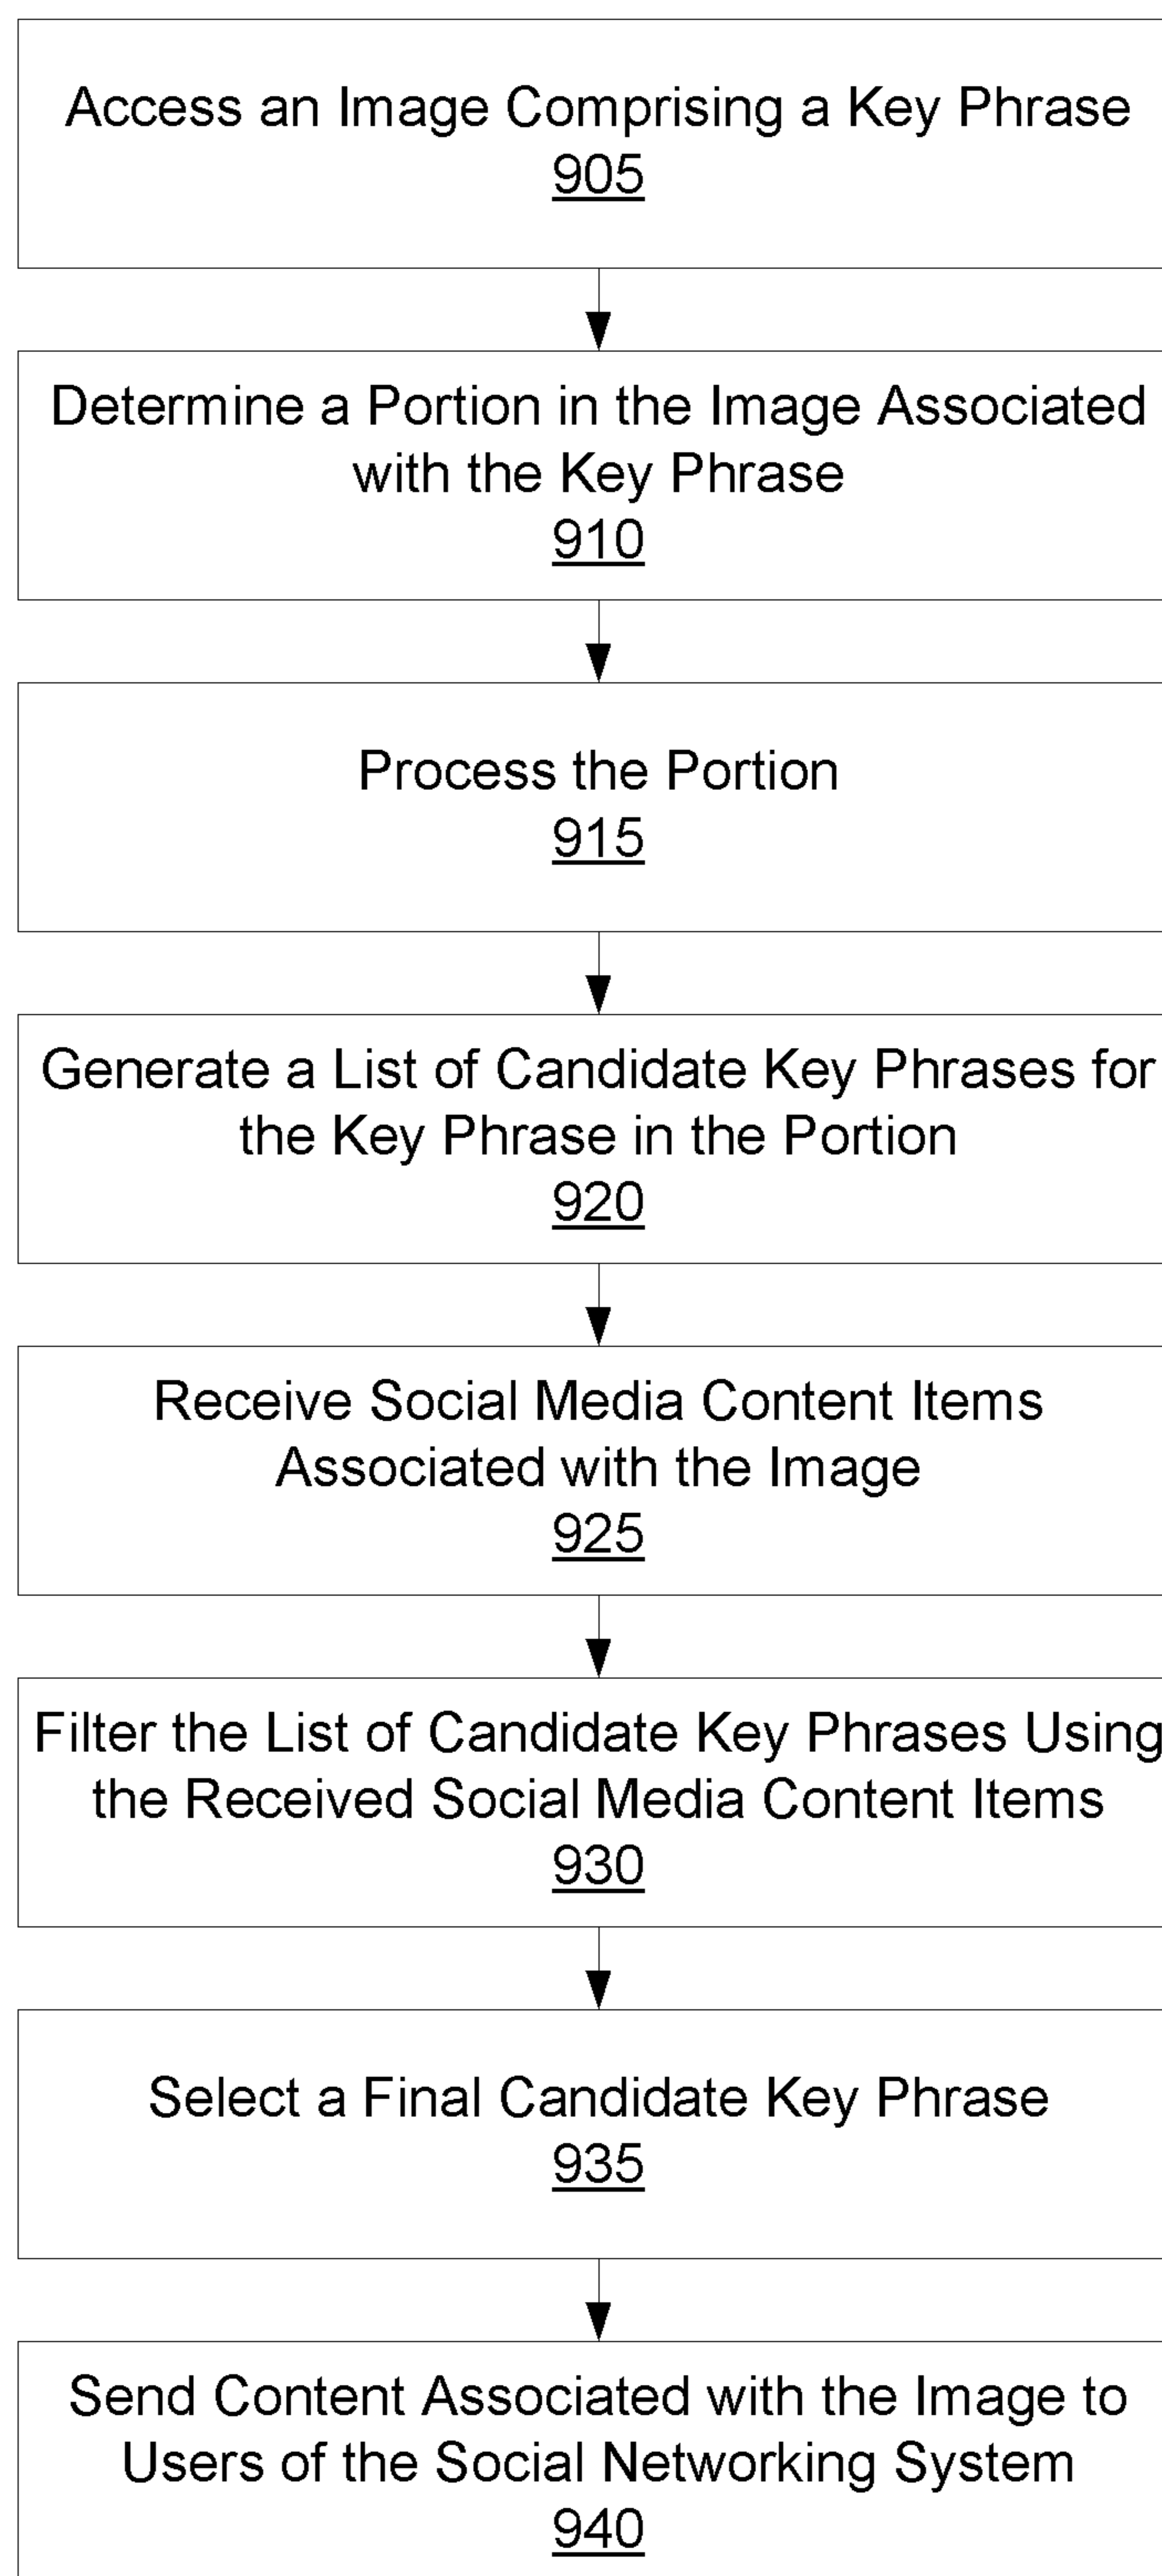 Access an Image Comprising a Key Phrase
905
Determine a Portion in the Image Associated
with the Key Phrase
910
Process the Portion
915
Generate a List of Candidate Key Phrases for
the Key Phrase in the Portion
920
Receive Social Media Content Items
Associated with the Image
925
Filter the List of Candidate Key Phrases Using
the Received Social Media Content Items
930
Select a Final Candidate Key Phrase
935
Send Content Associated with the Image to
Users of the Social Networking System
940